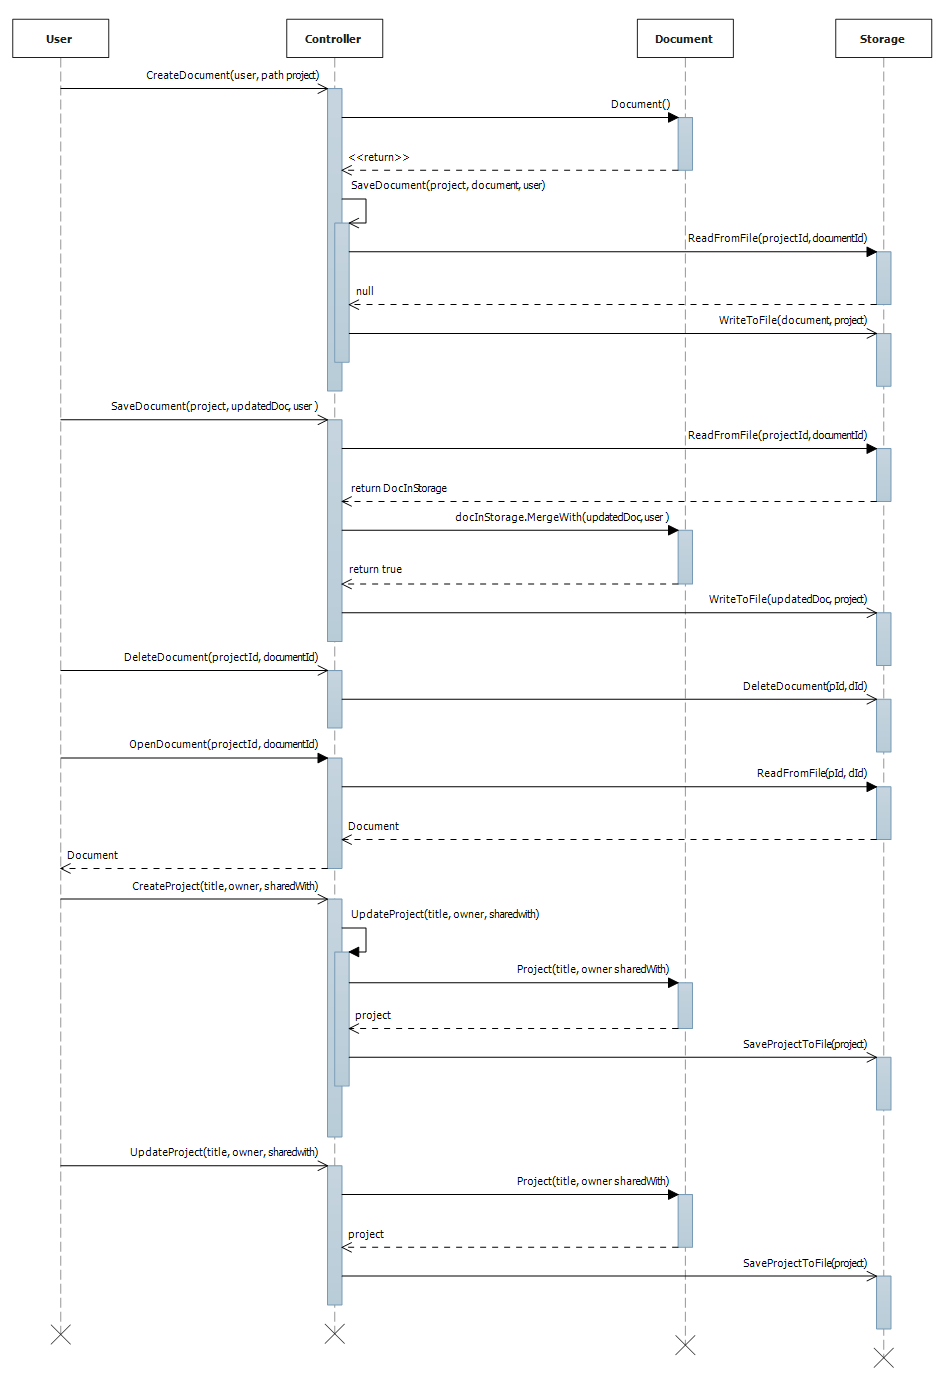 User
Controller
Document
Storage
CreateDocument(user, path project)
Document()
<<return>>
SaveDocument(project, document, user)
ReadFromFile(projectId, documentId)
null
WriteToFile(document, project)
SaveDocument(project, updatedDoc, user )
ReadFromFile(projectId, documentId)
return DocInStorage
docInStorage.MergeWith(updatedDoc, user )
return true
WriteToFile(updatedDoc, project)
DeleteDocument(projectId, documentId)
DeleteDocument(pId, dId)
OpenDocument(projectId, documentId)
ReadFromFile(pId, dId)
Document
Document
CreateProject(title, owner, sharedWith)
UpdateProject(title, owner, sharedwith)
Project(title, owner sharedWith)
project
SaveProjectToFile(project)
UpdateProject(title, owner, sharedwith)
Project(title, owner sharedWith)
project
SaveProjectToFile(project)